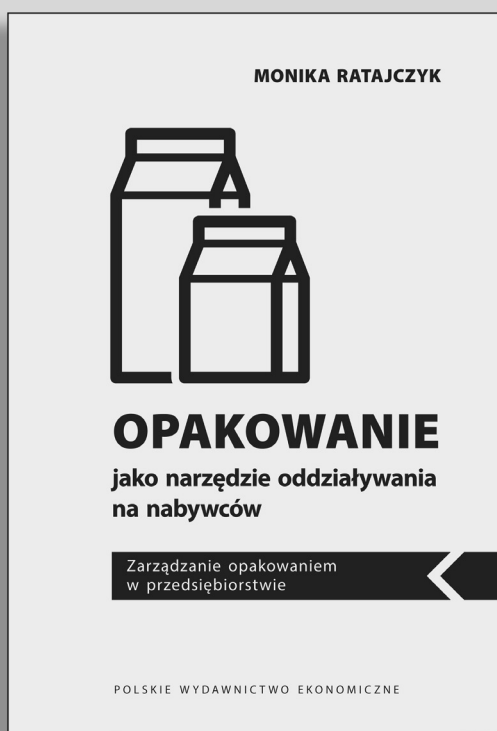 MONIKA RATAJCZYK
OPAKOWANIE
jako narzędzie oddziaływania
na nabywców
Zarządzanie opakowaniem
w przedsiębiorstwie
POLSKIE WYDAWNICTWO EKONOMICZNE